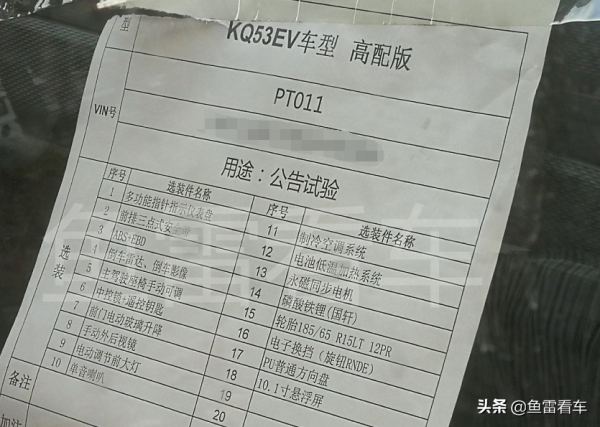 型 KQ53EV车型 高配版
PT011
VIN号
用途：公告试验
序号 选装件名称 序号 选装件名称
1 多功能指针指示仪表盘 11 制冷空调系统
2 前排三点式安全带 12 电池低温加热系统
3 ABS+EBD 13 永磁同步电机
4 倒车雷达、倒车影像 14 磷酸铁锂(国轩)
5 主驾驶座椅手动可调 15 轮胎185/65 R15LT 12PR
6 中控锁+遥控钥匙 16 电子换挡（旋钮RNDE）
7 前门电动玻璃升降 17 PU普通方向盘
8 手动外后视镜 18 10.1寸悬浮屏
9 电动调节前大灯 19
10 单音喇叭 20
选装
备注
鱼雷看车
头条 @鱼雷看车